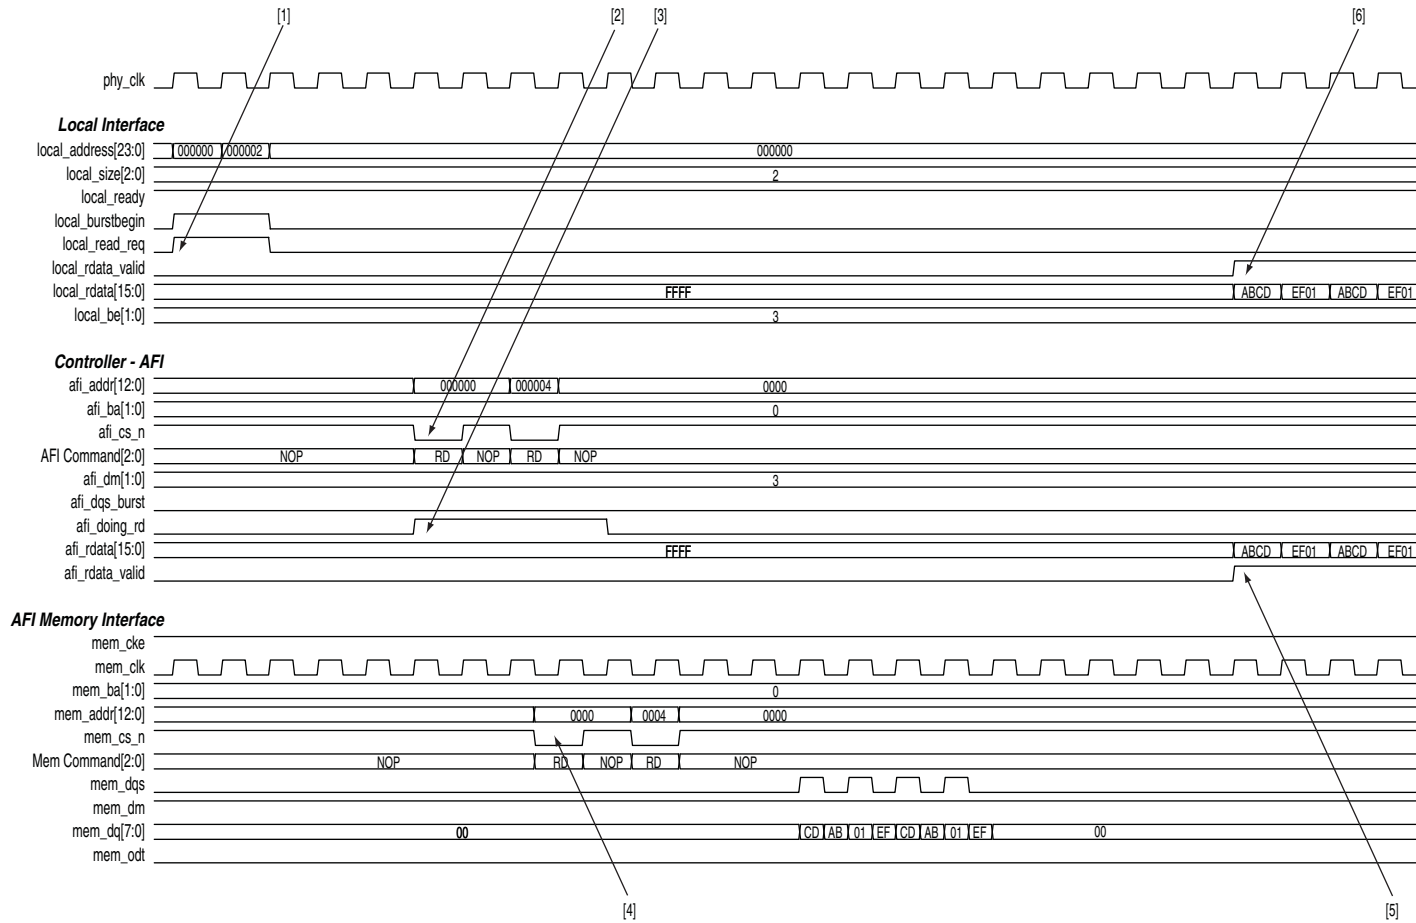 [1] [2] [3] [6]
phy_clk
Local Interface
local_address[23:0] 000000 000002 000000
local_size[2:0] 2
local_ready
local_burstbegin
local_read_req
local_rdata_valid
local_rdata[15:0] FFFF ABCD EF01 ABCD EF01
local_be[1:0] 3
Controller - AFI
afi_addr[12:0] 000000 000004 0000
afi_ba[1:0] 0
afi_cs_n
AFI Command[2:0] NOP RD NOP RD NOP
afi_dm[1:0] 3
afi_dqs_burst
afi_doing_rd
afi_rdata[15:0] FFFF ABCD EF01 ABCD EF01
afi_rdata_valid
AFI Memory Interface
mem_cke
mem_clk
mem_ba[1:0] 0
mem_addr[12:0] 0000 0004 0000
mem_cs_n
Mem Command[2:0] NOP RD NOP RD NOP
mem_dqs
mem_dm
mem_dq[7:0] 00 CD AB 01 EF CD AB 01 EF 00
mem_odt
[4] [5]